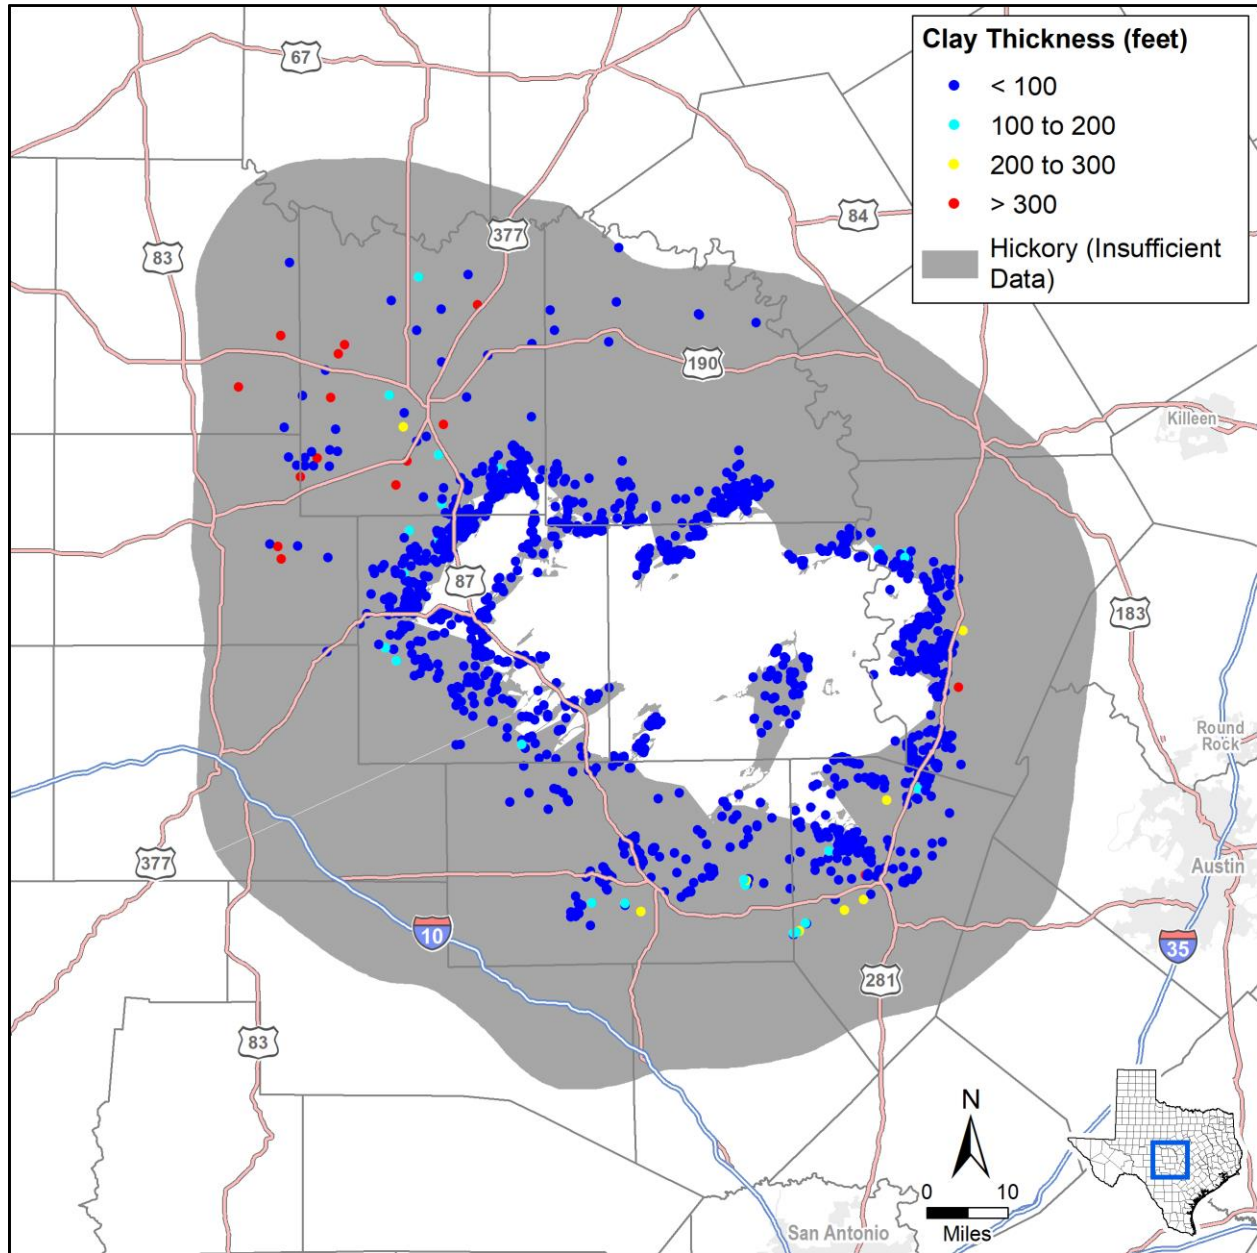 Clay Thickness (feet)
< 100
100 to 200
200 to 300
> 300
Hickory (Insufficient
Data)
67
84
377
83
190
Killeen
87
183
Round
Rock
377
Austin
10
35
281
83
N
0 10
Miles
San Antonio